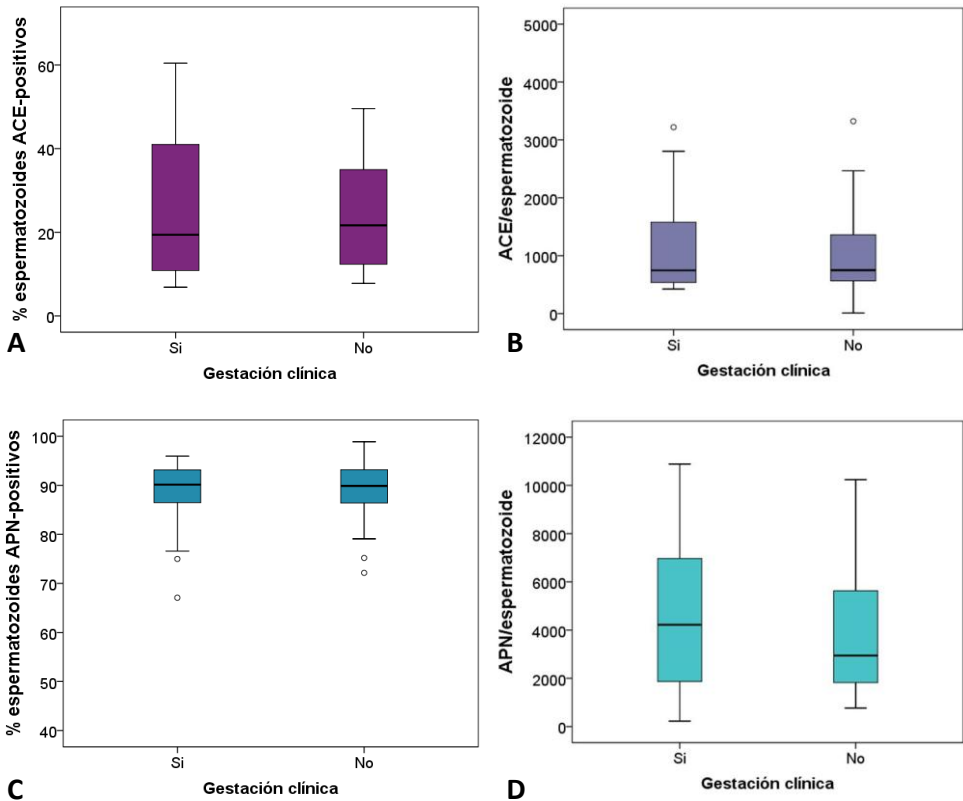 % espermatozoides ACE-positivos
60
40
20
0
Si
No
Gestación clínica
A
ACE/espermatozoide
5000
4000
3000
2000
1000
0
Si
No
Gestación clínica
B
% espermatozoides APN-positivos
100
90
80
70
60
50
40
Si
No
Gestación clínica
C
APN/espermatozoide
12000
10000
8000
6000
4000
2000
0
Si
No
Gestación clínica
D